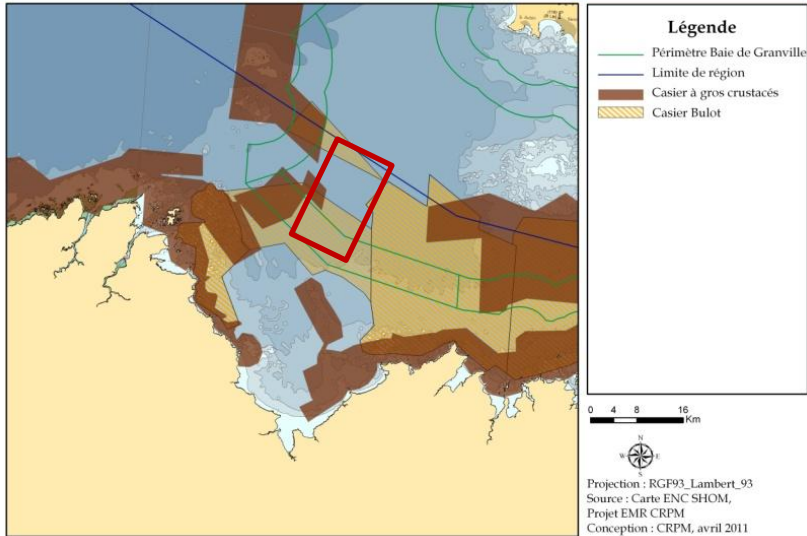 Légende
Périmètre Baie de Granville
Limite de région
Casier à gros crustacés
Casier Bulot
0 4 8 16
Km
N
W E
S
Projection : RGF93_Lambert_93
Source : Carte ENC SHOM,
Projet EMR CRPM
Conception : CRPM, avril 2011